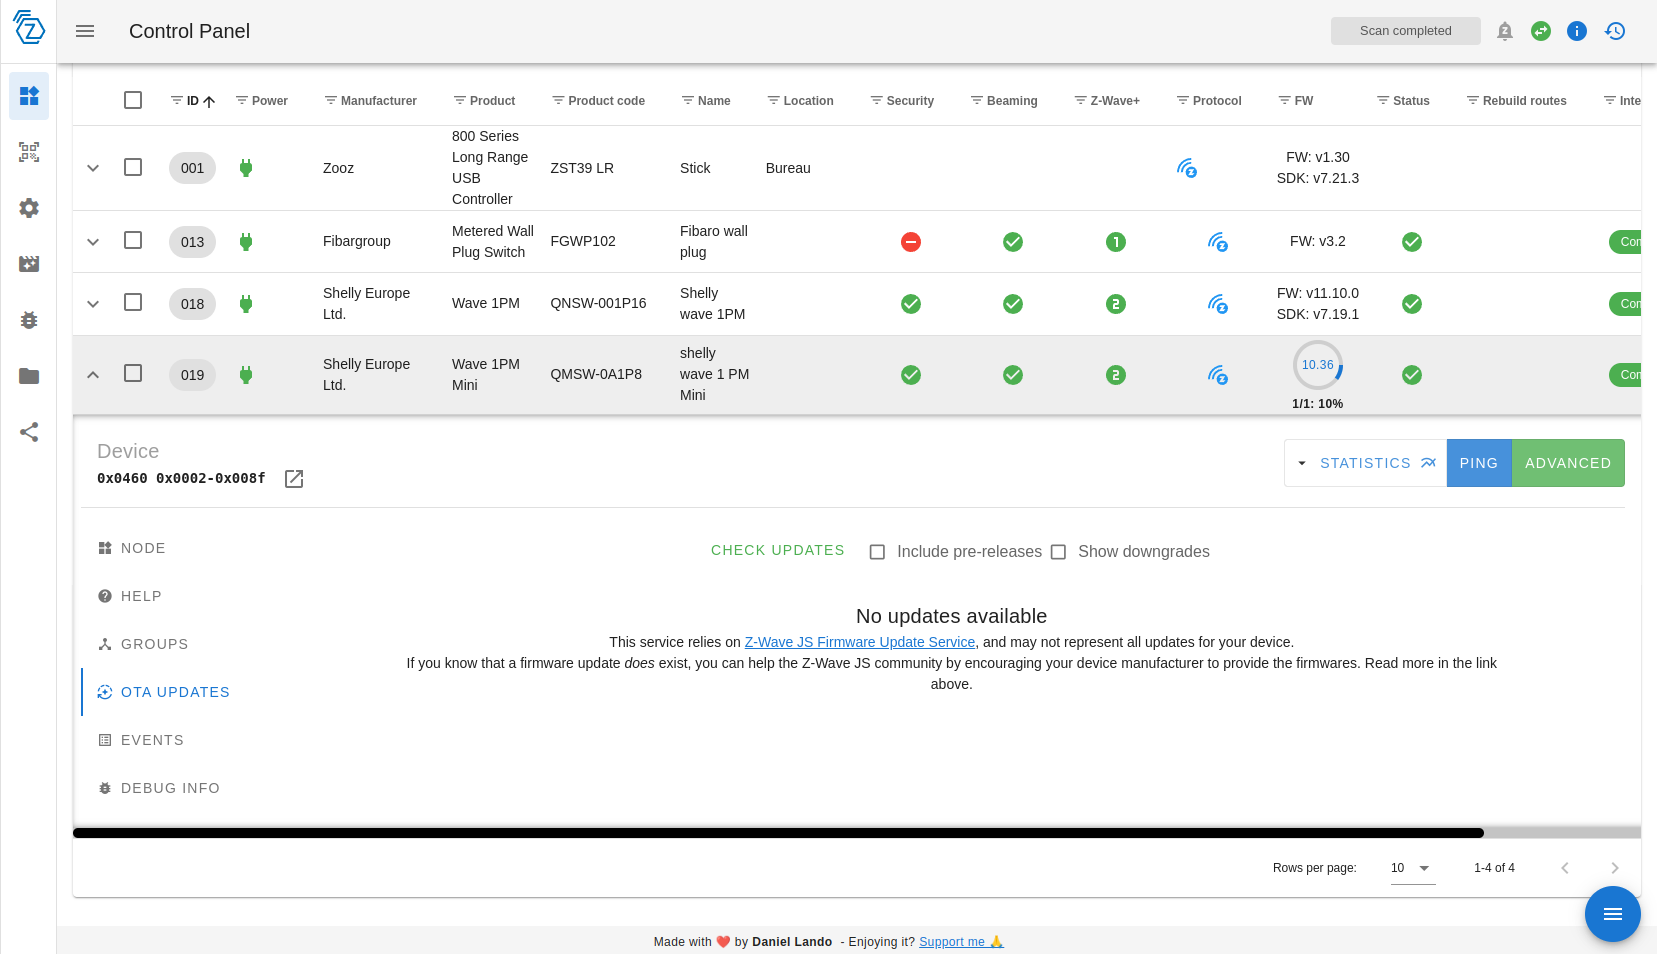 Control Panel
Scan completed
ID Power Manufacturer Product Product code Name Location Security Beaming Z-Wave+ Protocol FW Status Rebuild routes Inte
001 Zooz 800 Series Long Range USB Controller ZST39 LR Stick Bureau FW: v1.30 SDK: v7.21.3
013 Fibargroup Metered Wall Plug Switch FGWP102 Fibaro wall plug 1 FW: v3.2 Con
018 Shelly Europe Ltd. Wave 1PM QNSW-001P16 Shelly wave 1PM 2 FW: v11.10.0 SDK: v7.19.1 Con
019 Shelly Europe Ltd. Wave 1PM Mini QMSW-0A1P8 shelly wave 1 PM Mini 2 10.36 1/1: 10% Con
Device
0x0460 0x0002-0x008f
STATISTICS PING ADVANCED
NODE
HELP
GROUPS
OTA UPDATES
EVENTS
DEBUG INFO
CHECK UPDATES Include pre-releases Show downgrades
No updates available
This service relies on Z-Wave JS Firmware Update Service, and may not represent all updates for your device.
If you know that a firmware update does exist, you can help the Z-Wave JS community by encouraging your device manufacturer to provide the firmwares. Read more in the link
above.
Rows per page: 10 1-4 of 4
Made with ❤️ by Daniel Lando - Enjoying it? Support me 🙏